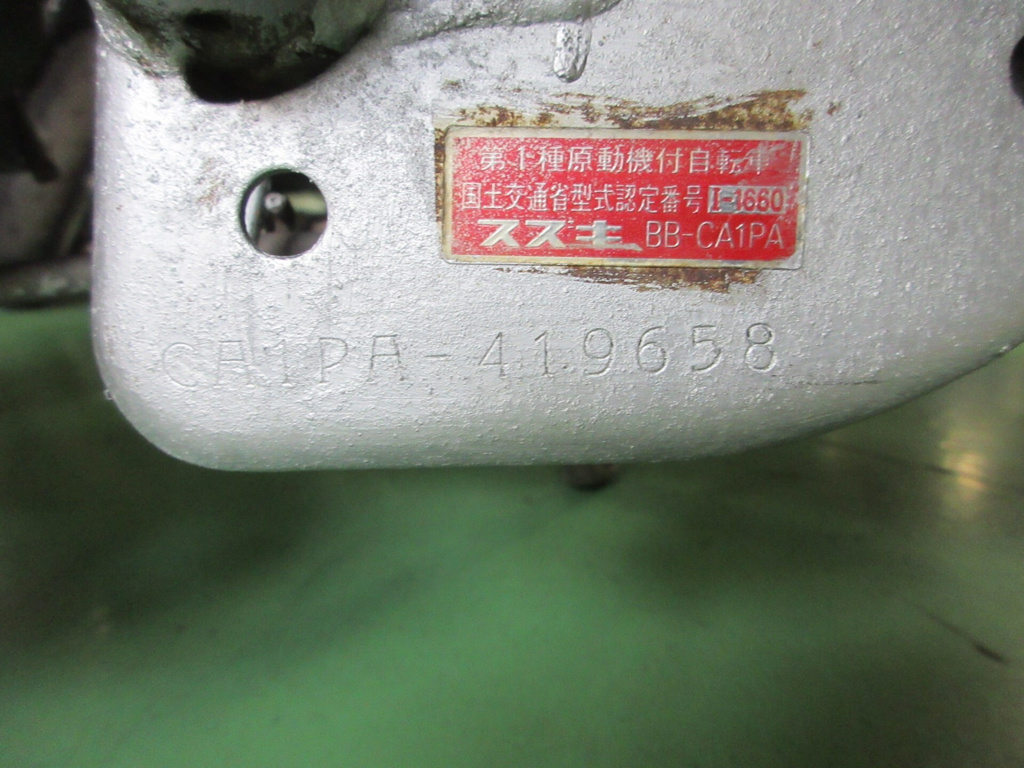 第1種原動機付自転車
国土交通省型式認定番号 I-1660
スズキ BB-CA1PA
CA1PA-419658